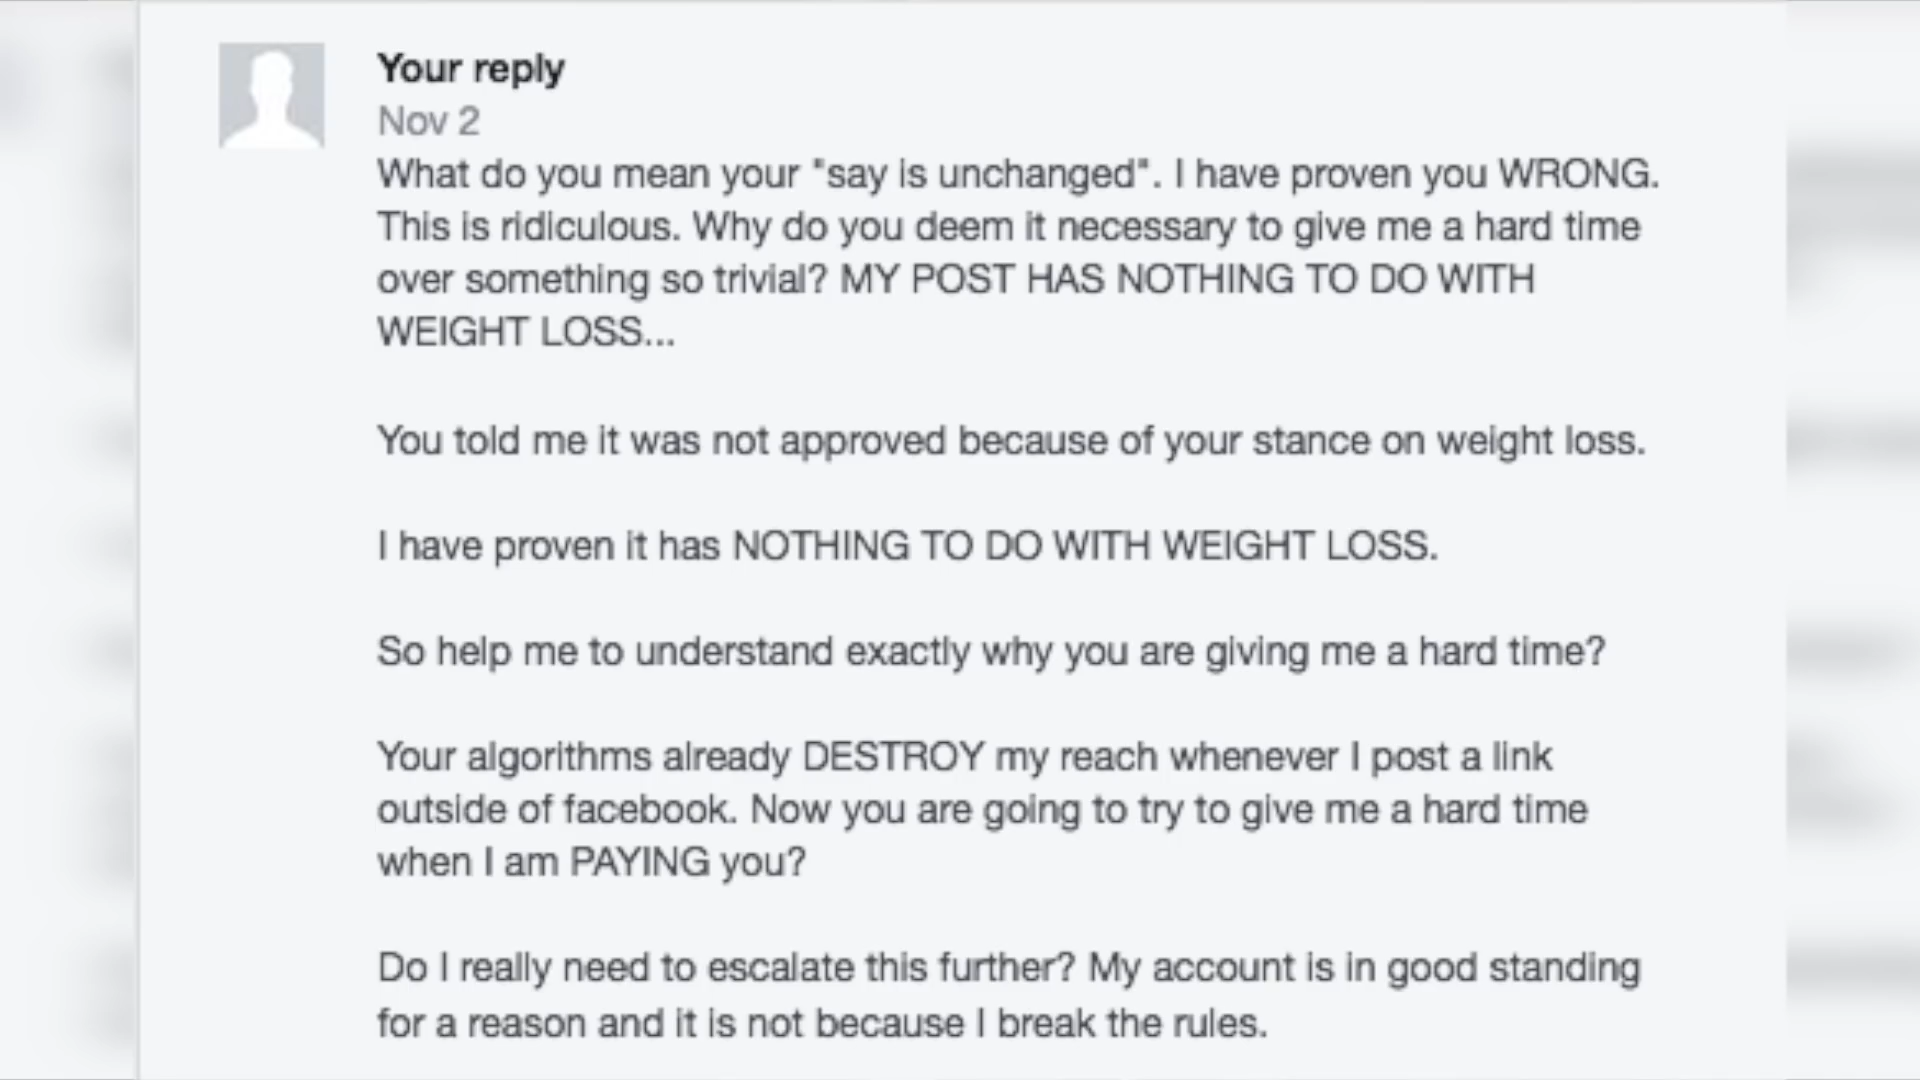 Your reply
Nov 2
What do you mean your "say is unchanged". I have proven you WRONG.
This is ridiculous. Why do you deem it necessary to give me a hard time
over something so trivial? MY POST HAS NOTHING TO DO WITH
WEIGHT LOSS...
You told me it was not approved because of your stance on weight loss.
I have proven it has NOTHING TO DO WITH WEIGHT LOSS.
So help me to understand exactly why you are giving me a hard time?
Your algorithms already DESTROY my reach whenever I post a link
outside of facebook. Now you are going to try to give me a hard time
when I am PAYING you?
Do I really need to escalate this further? My account is in good standing
for a reason and it is not because I break the rules.